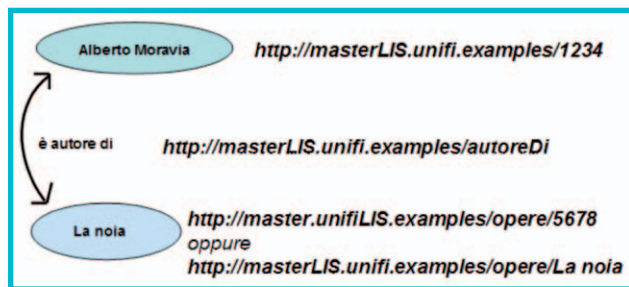 Alberto Moravia http://masterLIS.unifi.examples/1234
è autore di http://masterLIS.unifi.examples/autoreDi
La noia http://master.unifiLIS.examples/opere/5678
oppure
http://masterLIS.unifi.examples/opere/La noia